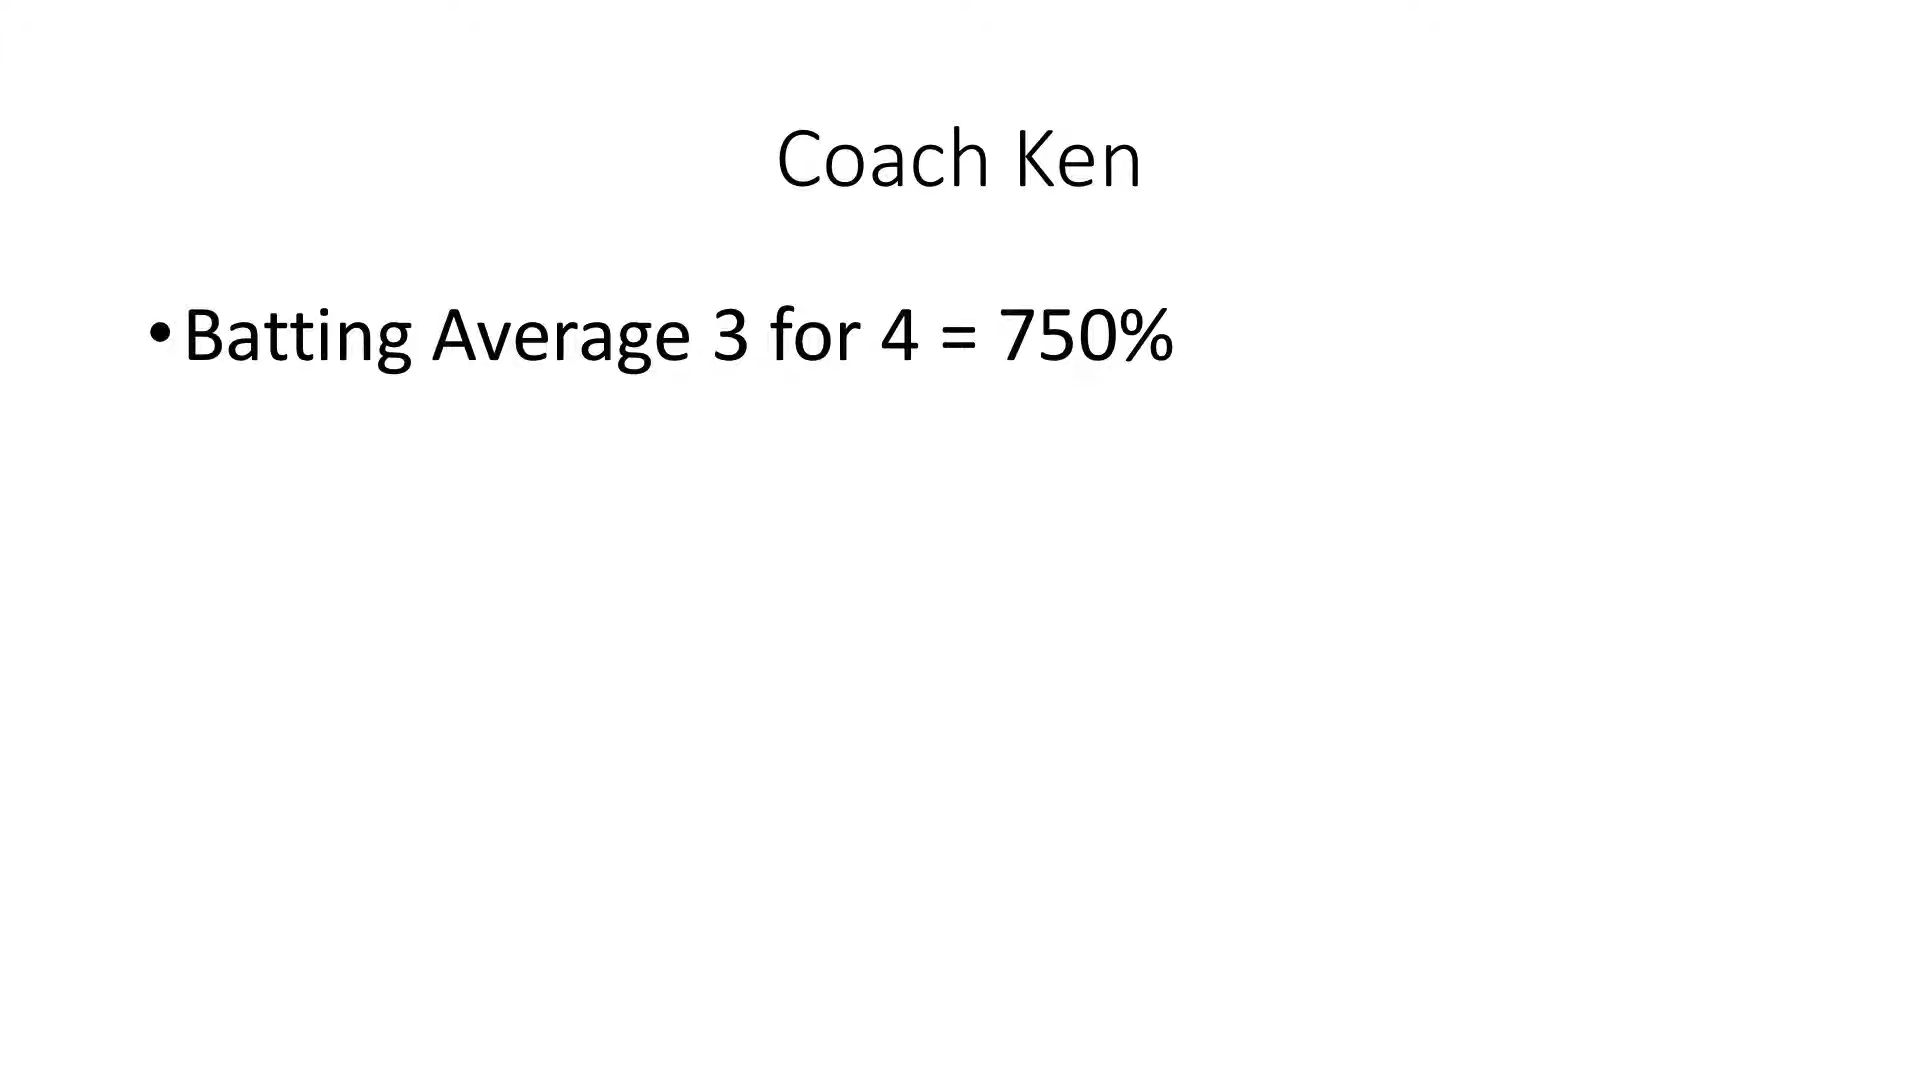 Coach Ken
• Batting Average 3 for 4 = 750%